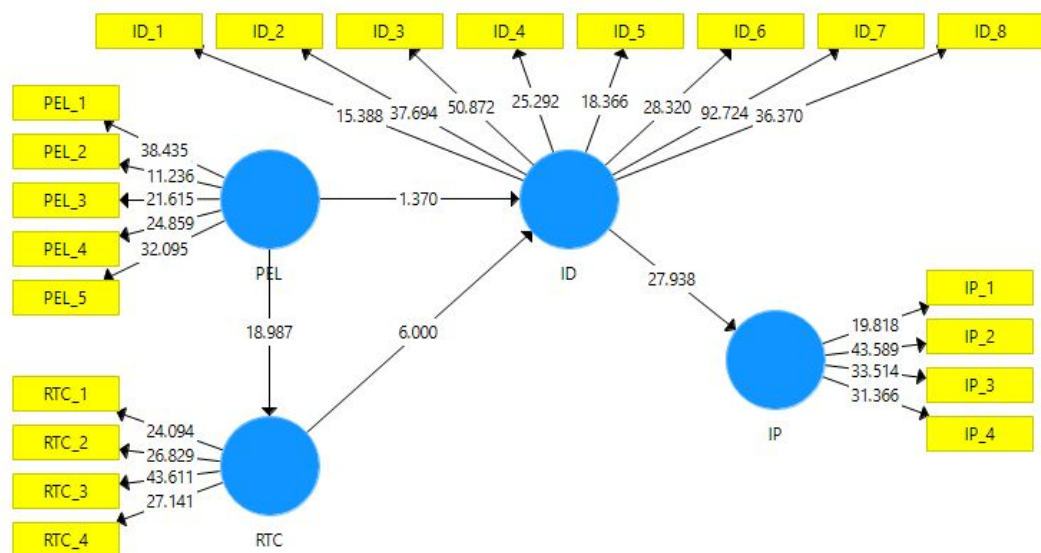 ID_1
ID_2
ID_3
ID_4
ID_5
ID_6
ID_7
ID_8
15.388
37.694
50.872
25.292
18.366
28.320
92.724
36.370
PEL_1
PEL_2
PEL_3
PEL_4
PEL_5
38.435
11.236
21.615
24.859
32.095
PEL
1.370
ID
18.987
6.000
27.938
RTC_1
RTC_2
RTC_3
RTC_4
24.094
26.829
43.611
27.141
RTC
IP
19.818
43.589
33.514
31.366
IP_1
IP_2
IP_3
IP_4